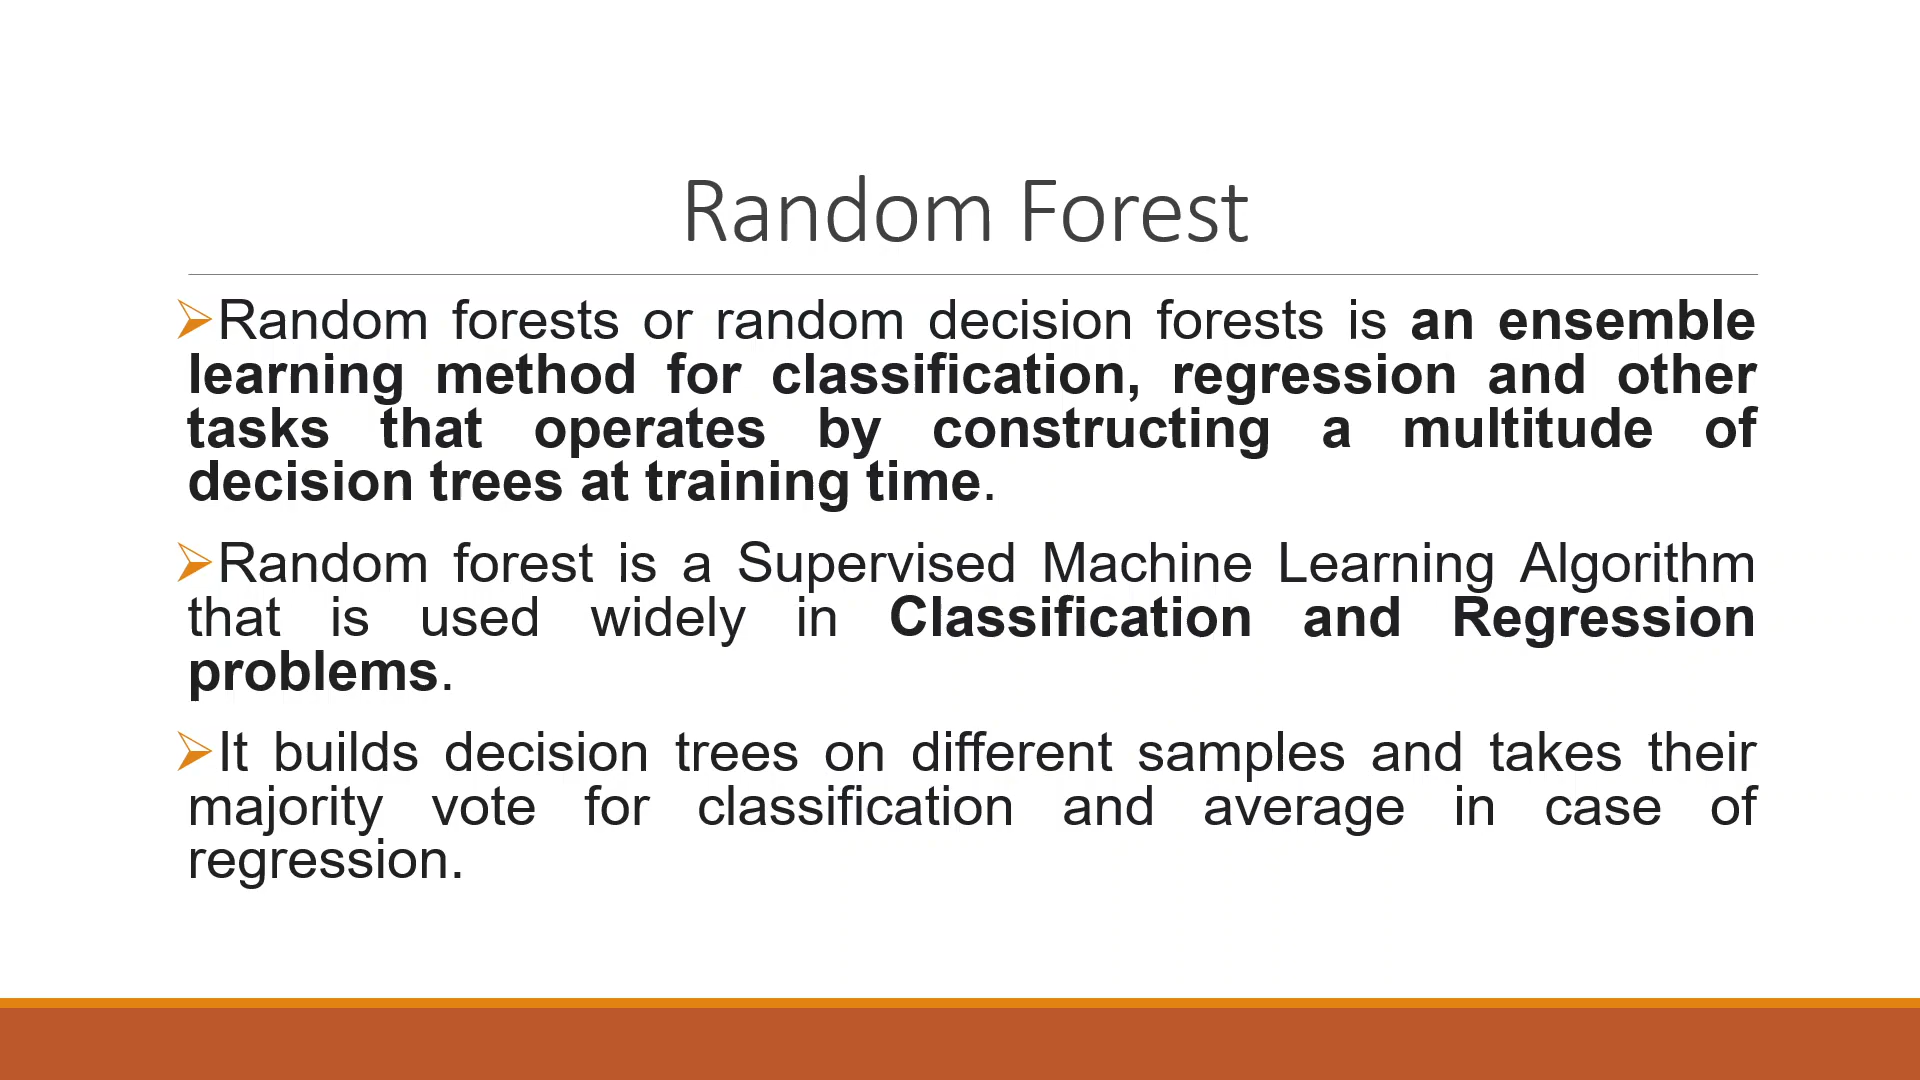 Random Forest
➢Random forests or random decision forests is an ensemble
learning method for classification, regression and other
tasks that operates by constructing a multitude of
decision trees at training time.
➢Random forest is a Supervised Machine Learning Algorithm
that is used widely in Classification and Regression
problems.
➢It builds decision trees on different samples and takes their
majority vote for classification and average in case of
regression.